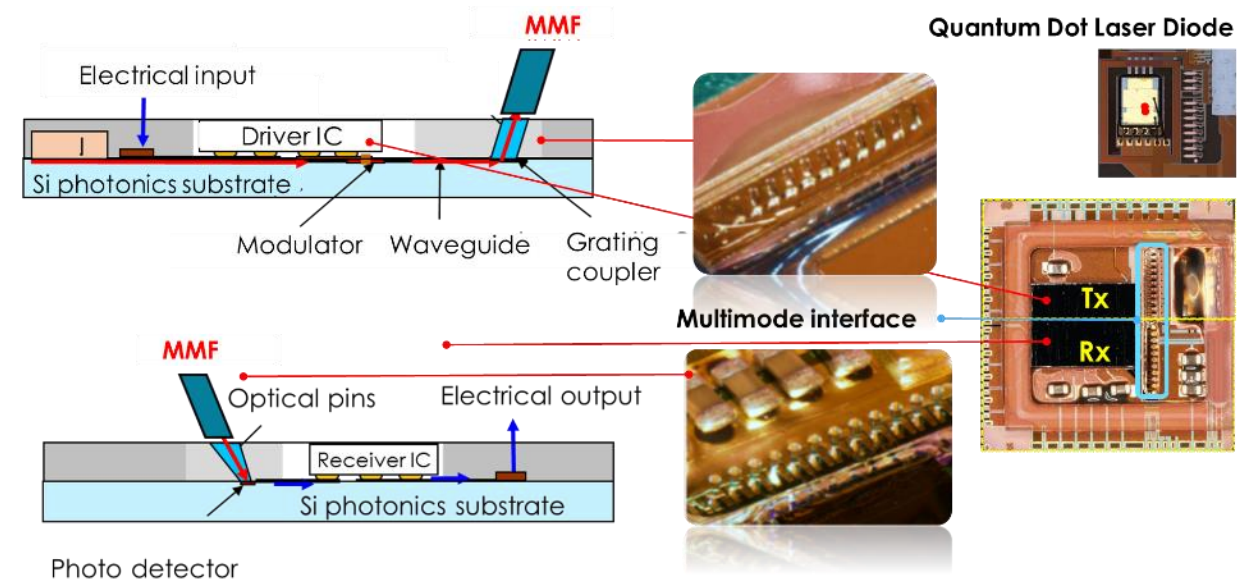 MMF
Quantum Dot Laser Diode
Electrical input
Driver IC
Si photonics substrate
Modulator
Waveguide
Grating
coupler
Tx
Multimode interface
Rx
MMF
Optical pins
Electrical output
Receiver IC
Si photonics substrate
Photo detector